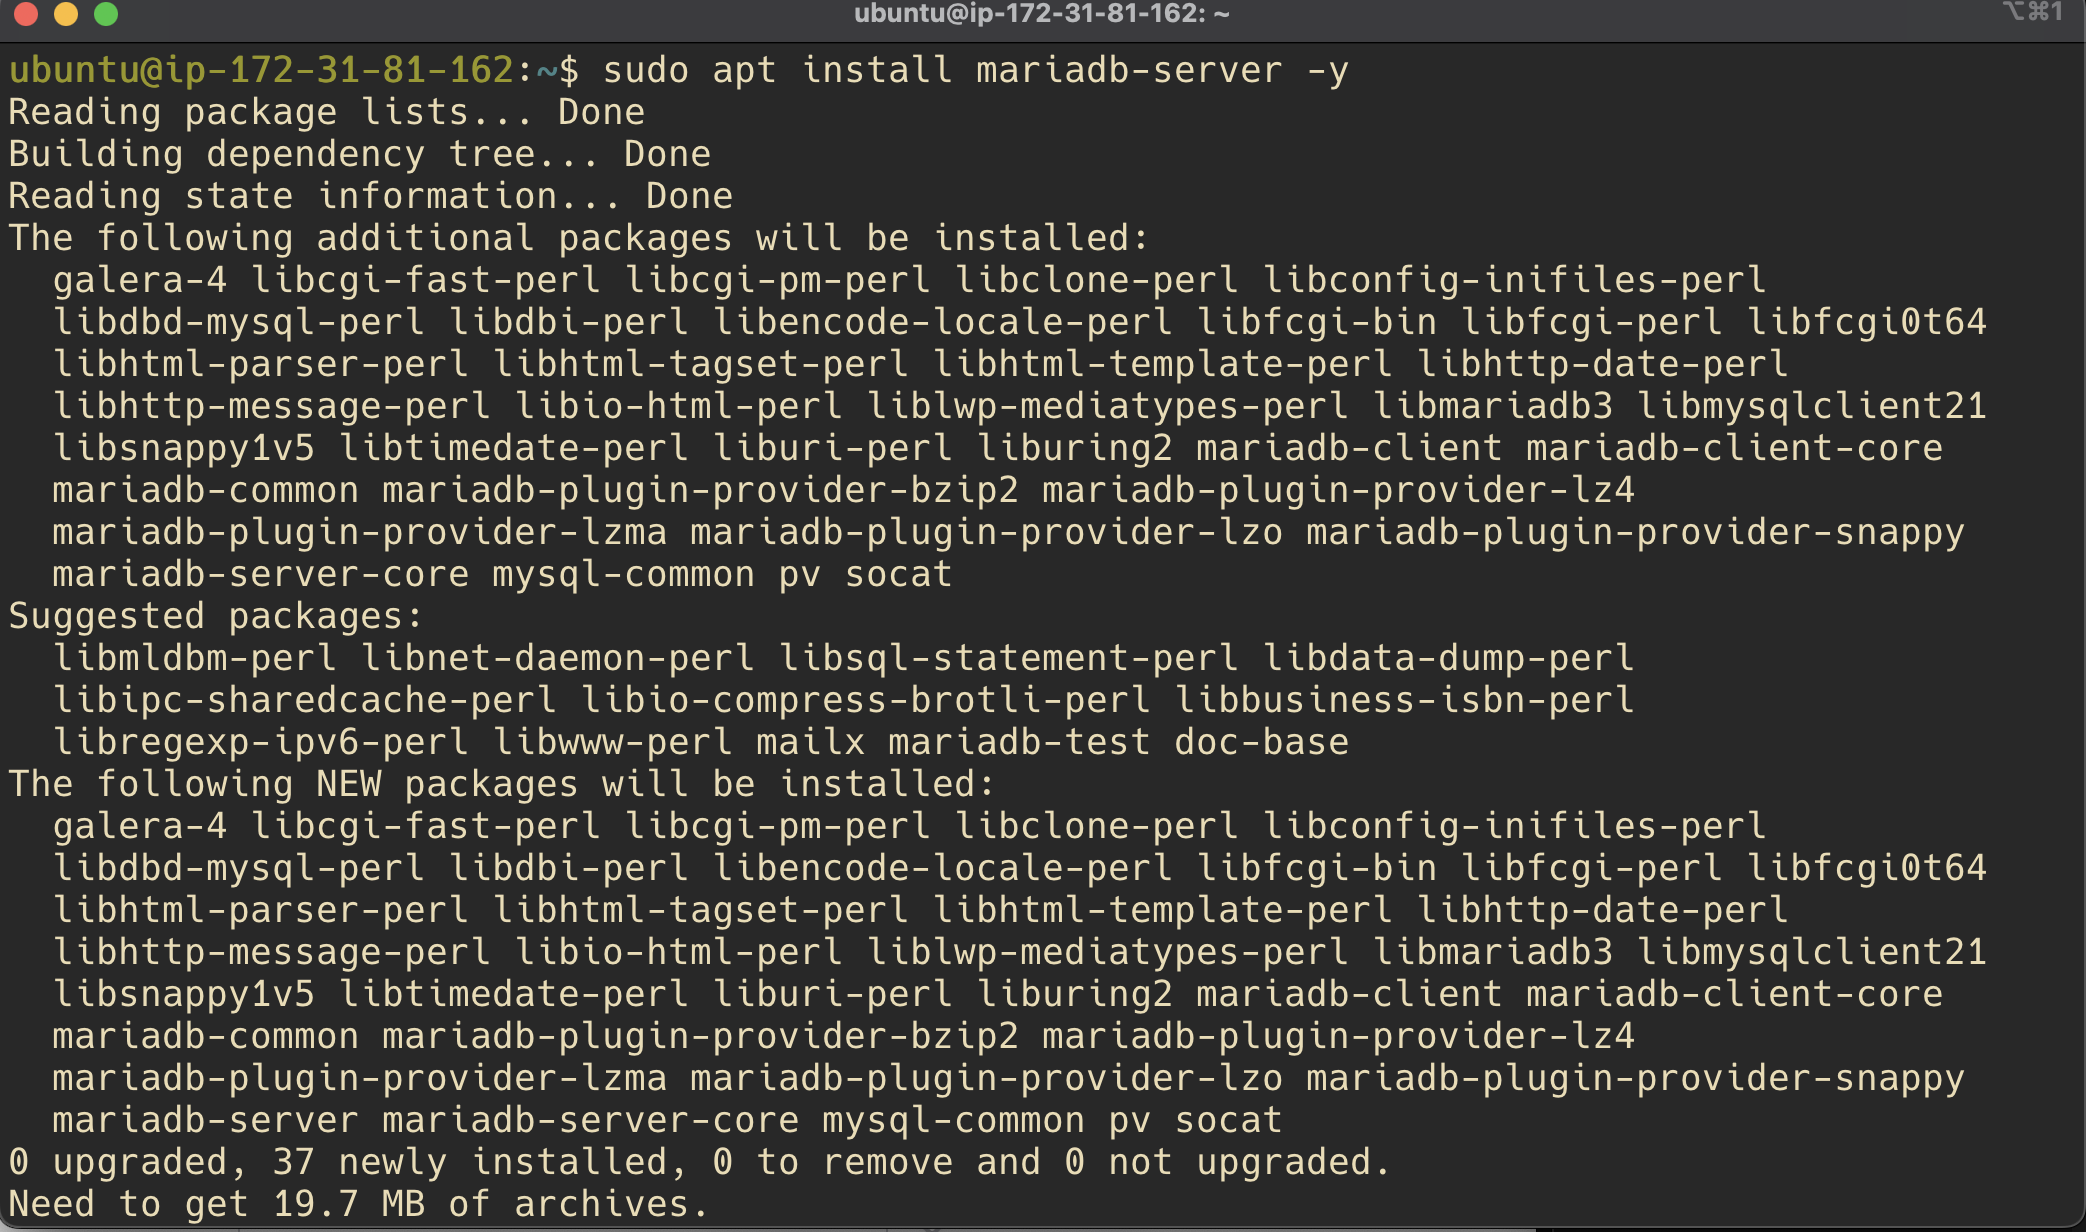 ubuntu@ip-172-31-81-162: ~
⌥⌘1
ubuntu@ip-172-31-81-162:~$ sudo apt install mariadb-server -y
Reading package lists... Done
Building dependency tree... Done
Reading state information... Done
The following additional packages will be installed:
  galera-4 libcgi-fast-perl libcgi-pm-perl libclone-perl libconfig-inifiles-perl
  libdbd-mysql-perl libdbi-perl libencode-locale-perl libfcgi-bin libfcgi-perl libfcgi0t64
  libhtml-parser-perl libhtml-tagset-perl libhtml-template-perl libhttp-date-perl
  libhttp-message-perl libio-html-perl liblwp-mediatypes-perl libmariadb3 libmysqlclient21
  libsnappy1v5 libtimedate-perl liburi-perl liburing2 mariadb-client mariadb-client-core
  mariadb-common mariadb-plugin-provider-bzip2 mariadb-plugin-provider-lz4
  mariadb-plugin-provider-lzma mariadb-plugin-provider-lzo mariadb-plugin-provider-snappy
  mariadb-server-core mysql-common pv socat
Suggested packages:
  libmldbm-perl libnet-daemon-perl libsql-statement-perl libdata-dump-perl
  libipc-sharedcache-perl libio-compress-brotli-perl libbusiness-isbn-perl
  libregexp-ipv6-perl libwww-perl mailx mariadb-test doc-base
The following NEW packages will be installed:
  galera-4 libcgi-fast-perl libcgi-pm-perl libclone-perl libconfig-inifiles-perl
  libdbd-mysql-perl libdbi-perl libencode-locale-perl libfcgi-bin libfcgi-perl libfcgi0t64
  libhtml-parser-perl libhtml-tagset-perl libhtml-template-perl libhttp-date-perl
  libhttp-message-perl libio-html-perl liblwp-mediatypes-perl libmariadb3 libmysqlclient21
  libsnappy1v5 libtimedate-perl liburi-perl liburing2 mariadb-client mariadb-client-core
  mariadb-common mariadb-plugin-provider-bzip2 mariadb-plugin-provider-lz4
  mariadb-plugin-provider-lzma mariadb-plugin-provider-lzo mariadb-plugin-provider-snappy
  mariadb-server mariadb-server-core mysql-common pv socat
0 upgraded, 37 newly installed, 0 to remove and 0 not upgraded.
Need to get 19.7 MB of archives.